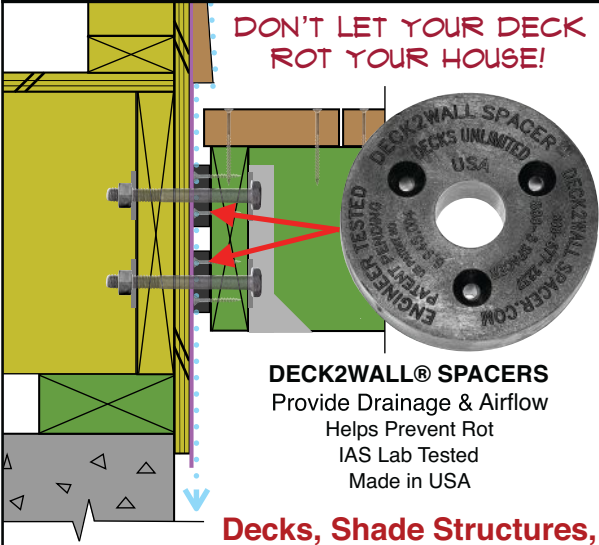 DON'T LET YOUR DECK
ROT YOUR HOUSE!
DECK2WALL SPACER
DECKS UNLIMITED
USA
ENGINEER TESTED
PATENT PENDING
DECK2WALL SPACER.COM
DECK2WALL® SPACERS
Provide Drainage & Airflow
Helps Prevent Rot
IAS Lab Tested
Made in USA
Decks, Shade Structures,